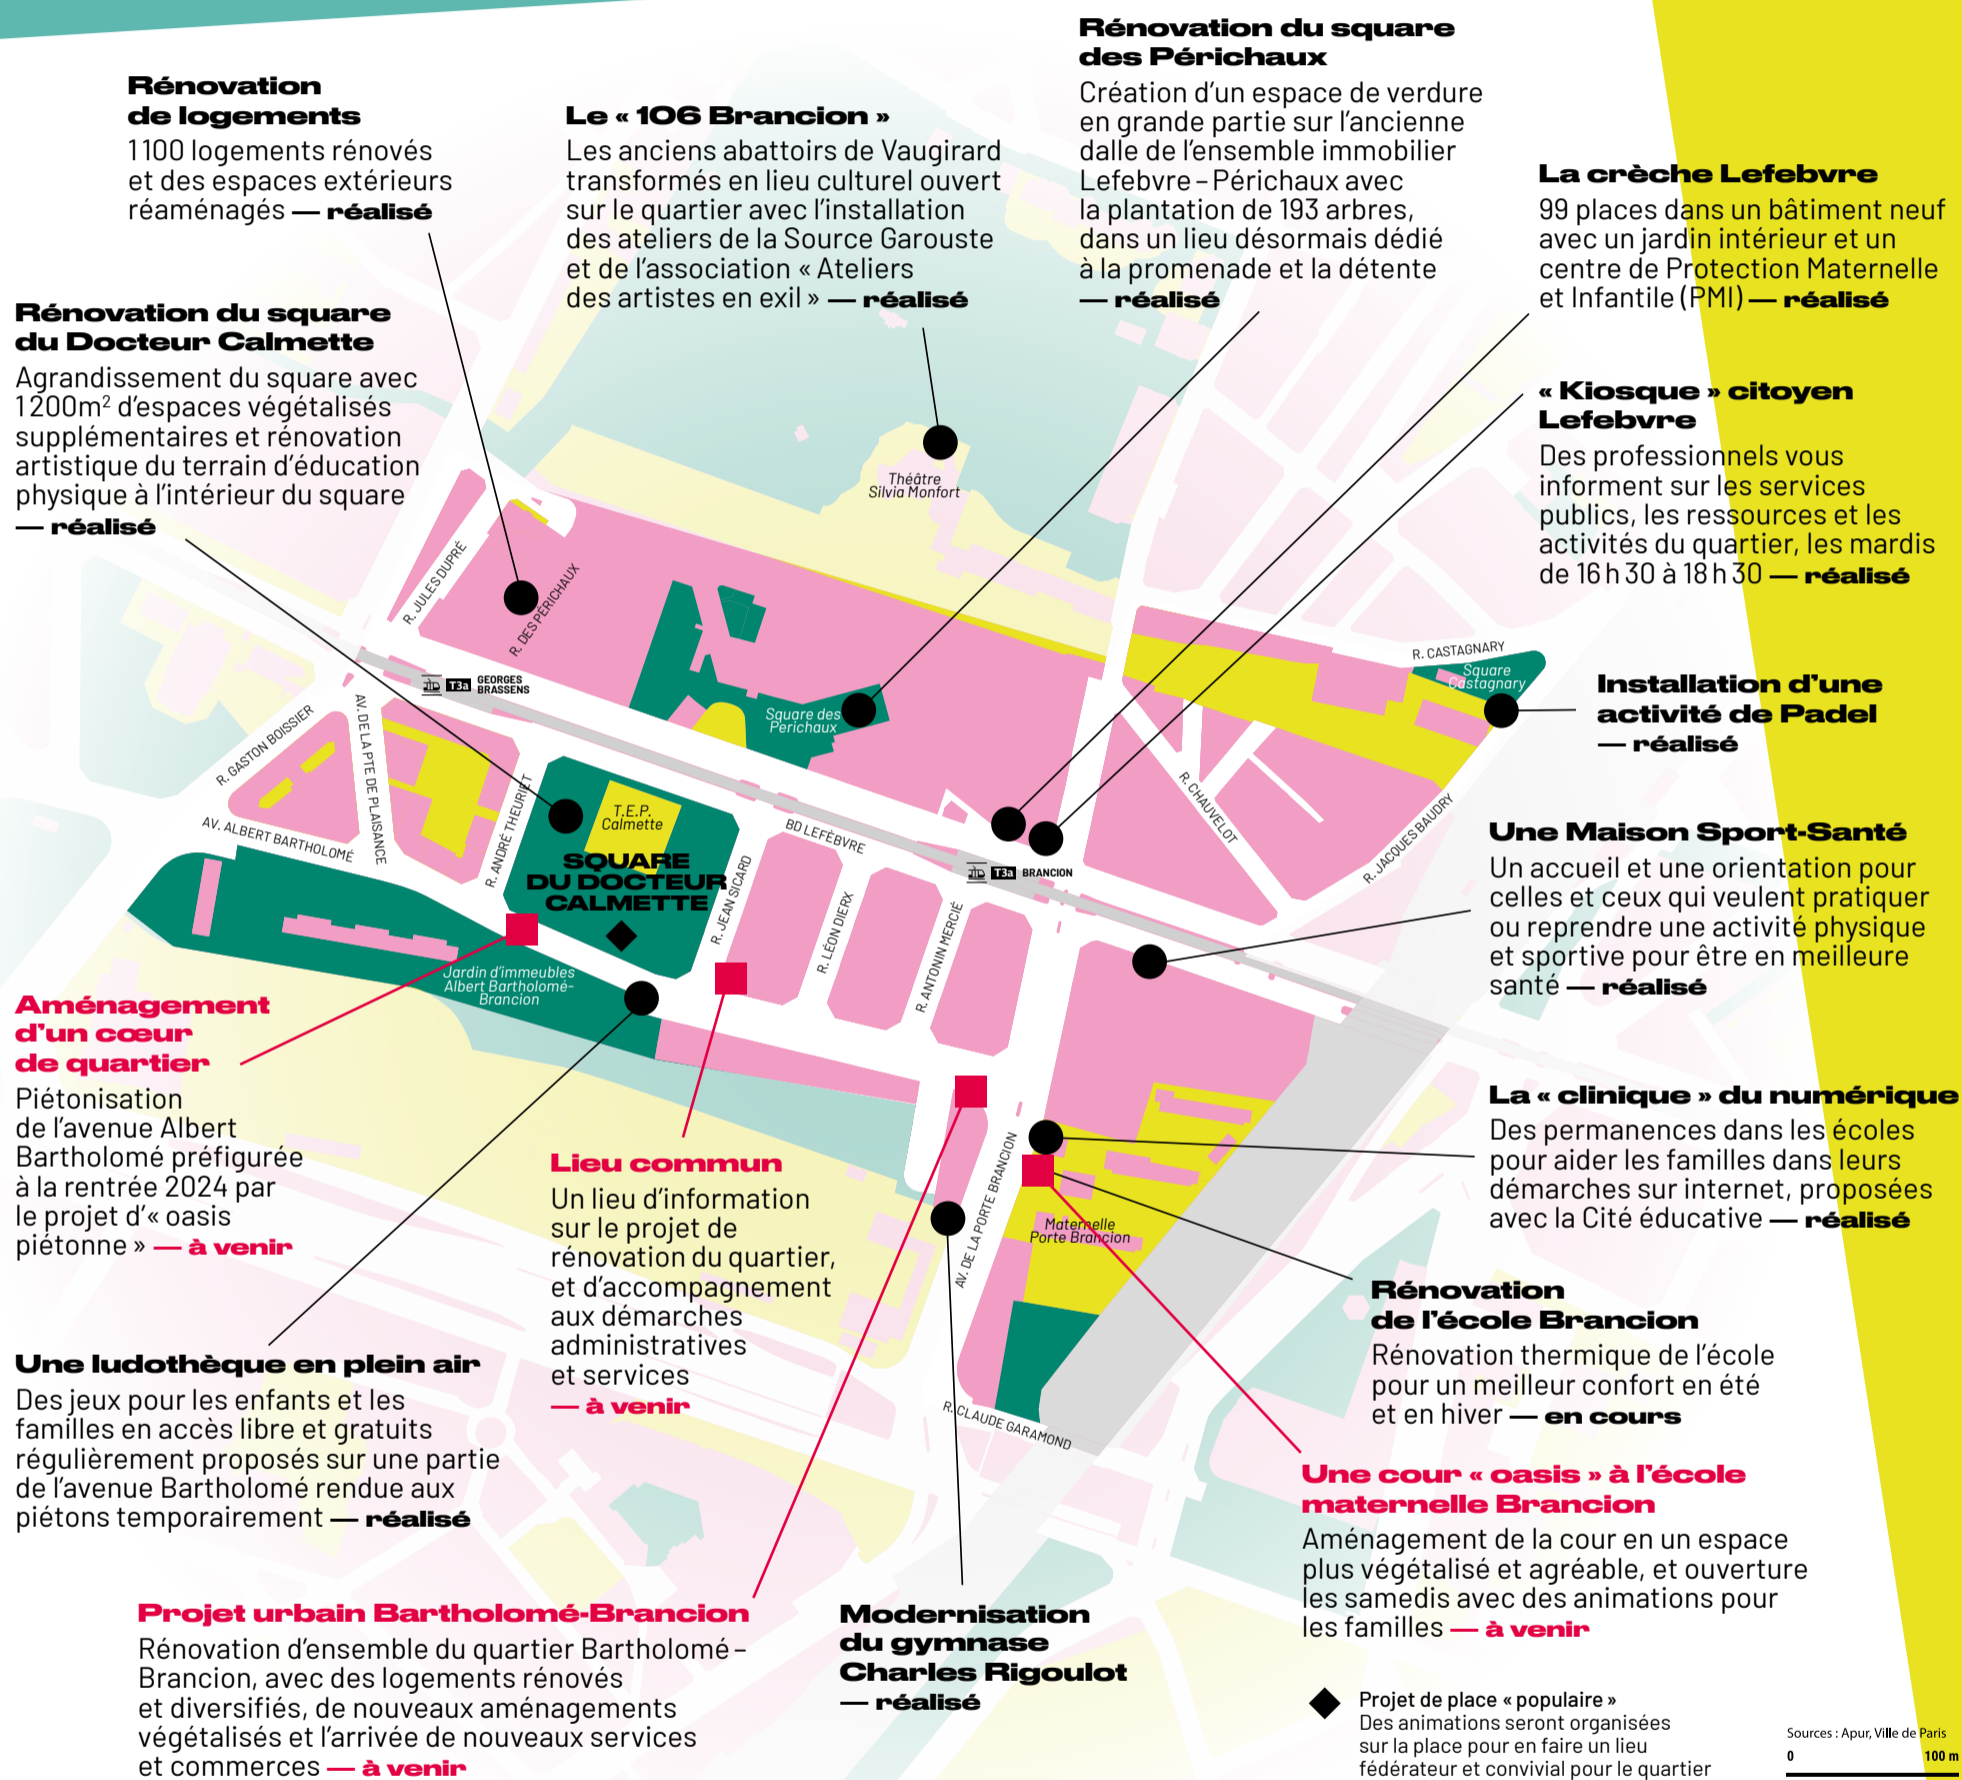 Rénovation
de logements
1100 logements rénovés
et des espaces extérieurs
réaménagés — réalisé
Le « 106 Brancion »
Les anciens abattoirs de Vaugirard
transformés en lieu culturel ouvert
sur le quartier avec l'installation
des ateliers de la Source Garouste
et de l'association « Ateliers
des artistes en exil » — réalisé
Rénovation du square
des Périchaux
Création d'un espace de verdure
en grande partie sur l'ancienne
dalle de l'ensemble immobilier
Lefebvre – Périchaux avec
la plantation de 193 arbres,
dans un lieu désormais dédié
à la promenade et la détente
— réalisé
La crèche Lefebvre
99 places dans un bâtiment neuf
avec un jardin intérieur et un
centre de Protection Maternelle
et Infantile (PMI) — réalisé
Rénovation du square
du Docteur Calmette
Agrandissement du square avec
1200m² d'espaces végétalisés
supplémentaires et rénovation
artistique du terrain d'éducation
physique à l'intérieur du square
— réalisé
« Kiosque » citoyen
Lefebvre
Des professionnels vous
informent sur les services
publics, les ressources et les
activités du quartier, les mardis
de 16 h 30 à 18 h 30 — réalisé
Théâtre
Silvia Monfort
R. JULES DUPRÉ
R. DES PÉRICHAUX
T3a GEORGES
BRASSENS
Square des
Périchaux
R. CASTAGNARY
Square
Castagnary
Installation d'une
activité de Padel
— réalisé
R. GASTON BOISSIER
AV. DE LA PTE DE PLAISANCE
AV. ALBERT BARTHOLOMÉ
R. ANDRÉ THEURIET
T.E.P.
Calmette
SQUARE
DU DOCTEUR
CALMETTE
R. JEAN SICARD
BD LEFÈBVRE
R. LÉON DIERX
R. ANTONIN MERCIÉ
T3a BRANCION
R. CHAUVELOT
R. JACQUES BAUDRY
Une Maison Sport-Santé
Un accueil et une orientation pour
celles et ceux qui veulent pratiquer
ou reprendre une activité physique
et sportive pour être en meilleure
santé — réalisé
Jardin d'immeubles
Albert Bartholomé-
Brancion
Aménagement
d'un cœur
de quartier
Piétonisation
de l'avenue Albert
Bartholomé préfigurée
à la rentrée 2024 par
le projet d'« oasis
piétonne » — à venir
Lieu commun
Un lieu d'information
sur le projet de
rénovation du quartier,
et d'accompagnement
aux démarches
administratives
et services
— à venir
La « clinique » du numérique
Des permanences dans les écoles
pour aider les familles dans leurs
démarches sur internet, proposées
avec la Cité éducative — réalisé
AV. DE LA PORTE BRANCION
Maternelle
Porte Brancion
R. CLAUDE GARAMOND
Rénovation
de l'école Brancion
Rénovation thermique de l'école
pour un meilleur confort en été
et en hiver — en cours
Une ludothèque en plein air
Des jeux pour les enfants et les
familles en accès libre et gratuits
régulièrement proposés sur une partie
de l'avenue Bartholomé rendue aux
piétons temporairement — réalisé
Une cour « oasis » à l'école
maternelle Brancion
Aménagement de la cour en un espace
plus végétalisé et agréable, et ouverture
les samedis avec des animations pour
les familles — à venir
Projet urbain Bartholomé-Brancion
Rénovation d'ensemble du quartier Bartholomé –
Brancion, avec des logements rénovés
et diversifiés, de nouveaux aménagements
végétalisés et l'arrivée de nouveaux services
et commerces — à venir
Modernisation
du gymnase
Charles Rigoulot
— réalisé
Projet de place « populaire »
Des animations seront organisées
sur la place pour en faire un lieu
fédérateur et convivial pour le quartier
Sources : Apur, Ville de Paris
0 100 m